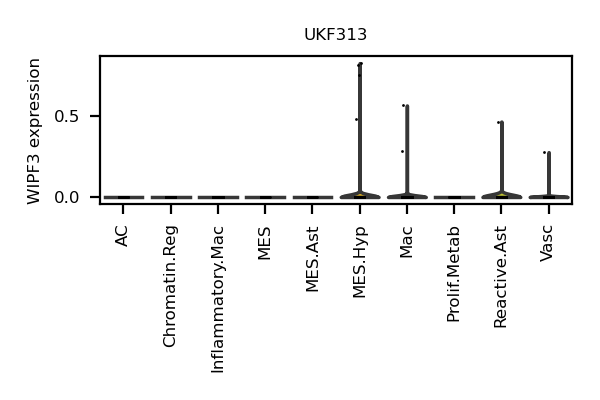 UKF313
WIPF3 expression
0.5
0.0
AC
Chromatin.Reg
Inflammatory.Mac
MES
MES.Ast
MES.Hyp
Mac
Prolif.Metab
Reactive.Ast
Vasc